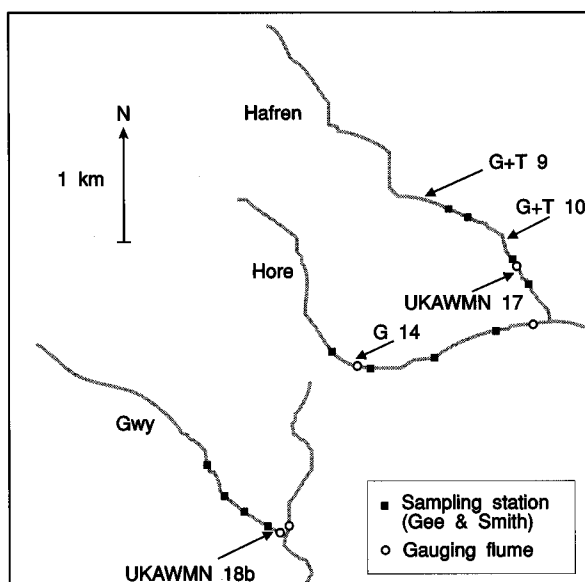 Hafren
N
G+T 9
1 km
G+T 10
Hore
UKAWMN 17
G 14
Gwy
UKAWMN 18b
Sampling station
(Gee & Smith)
Gauging flume